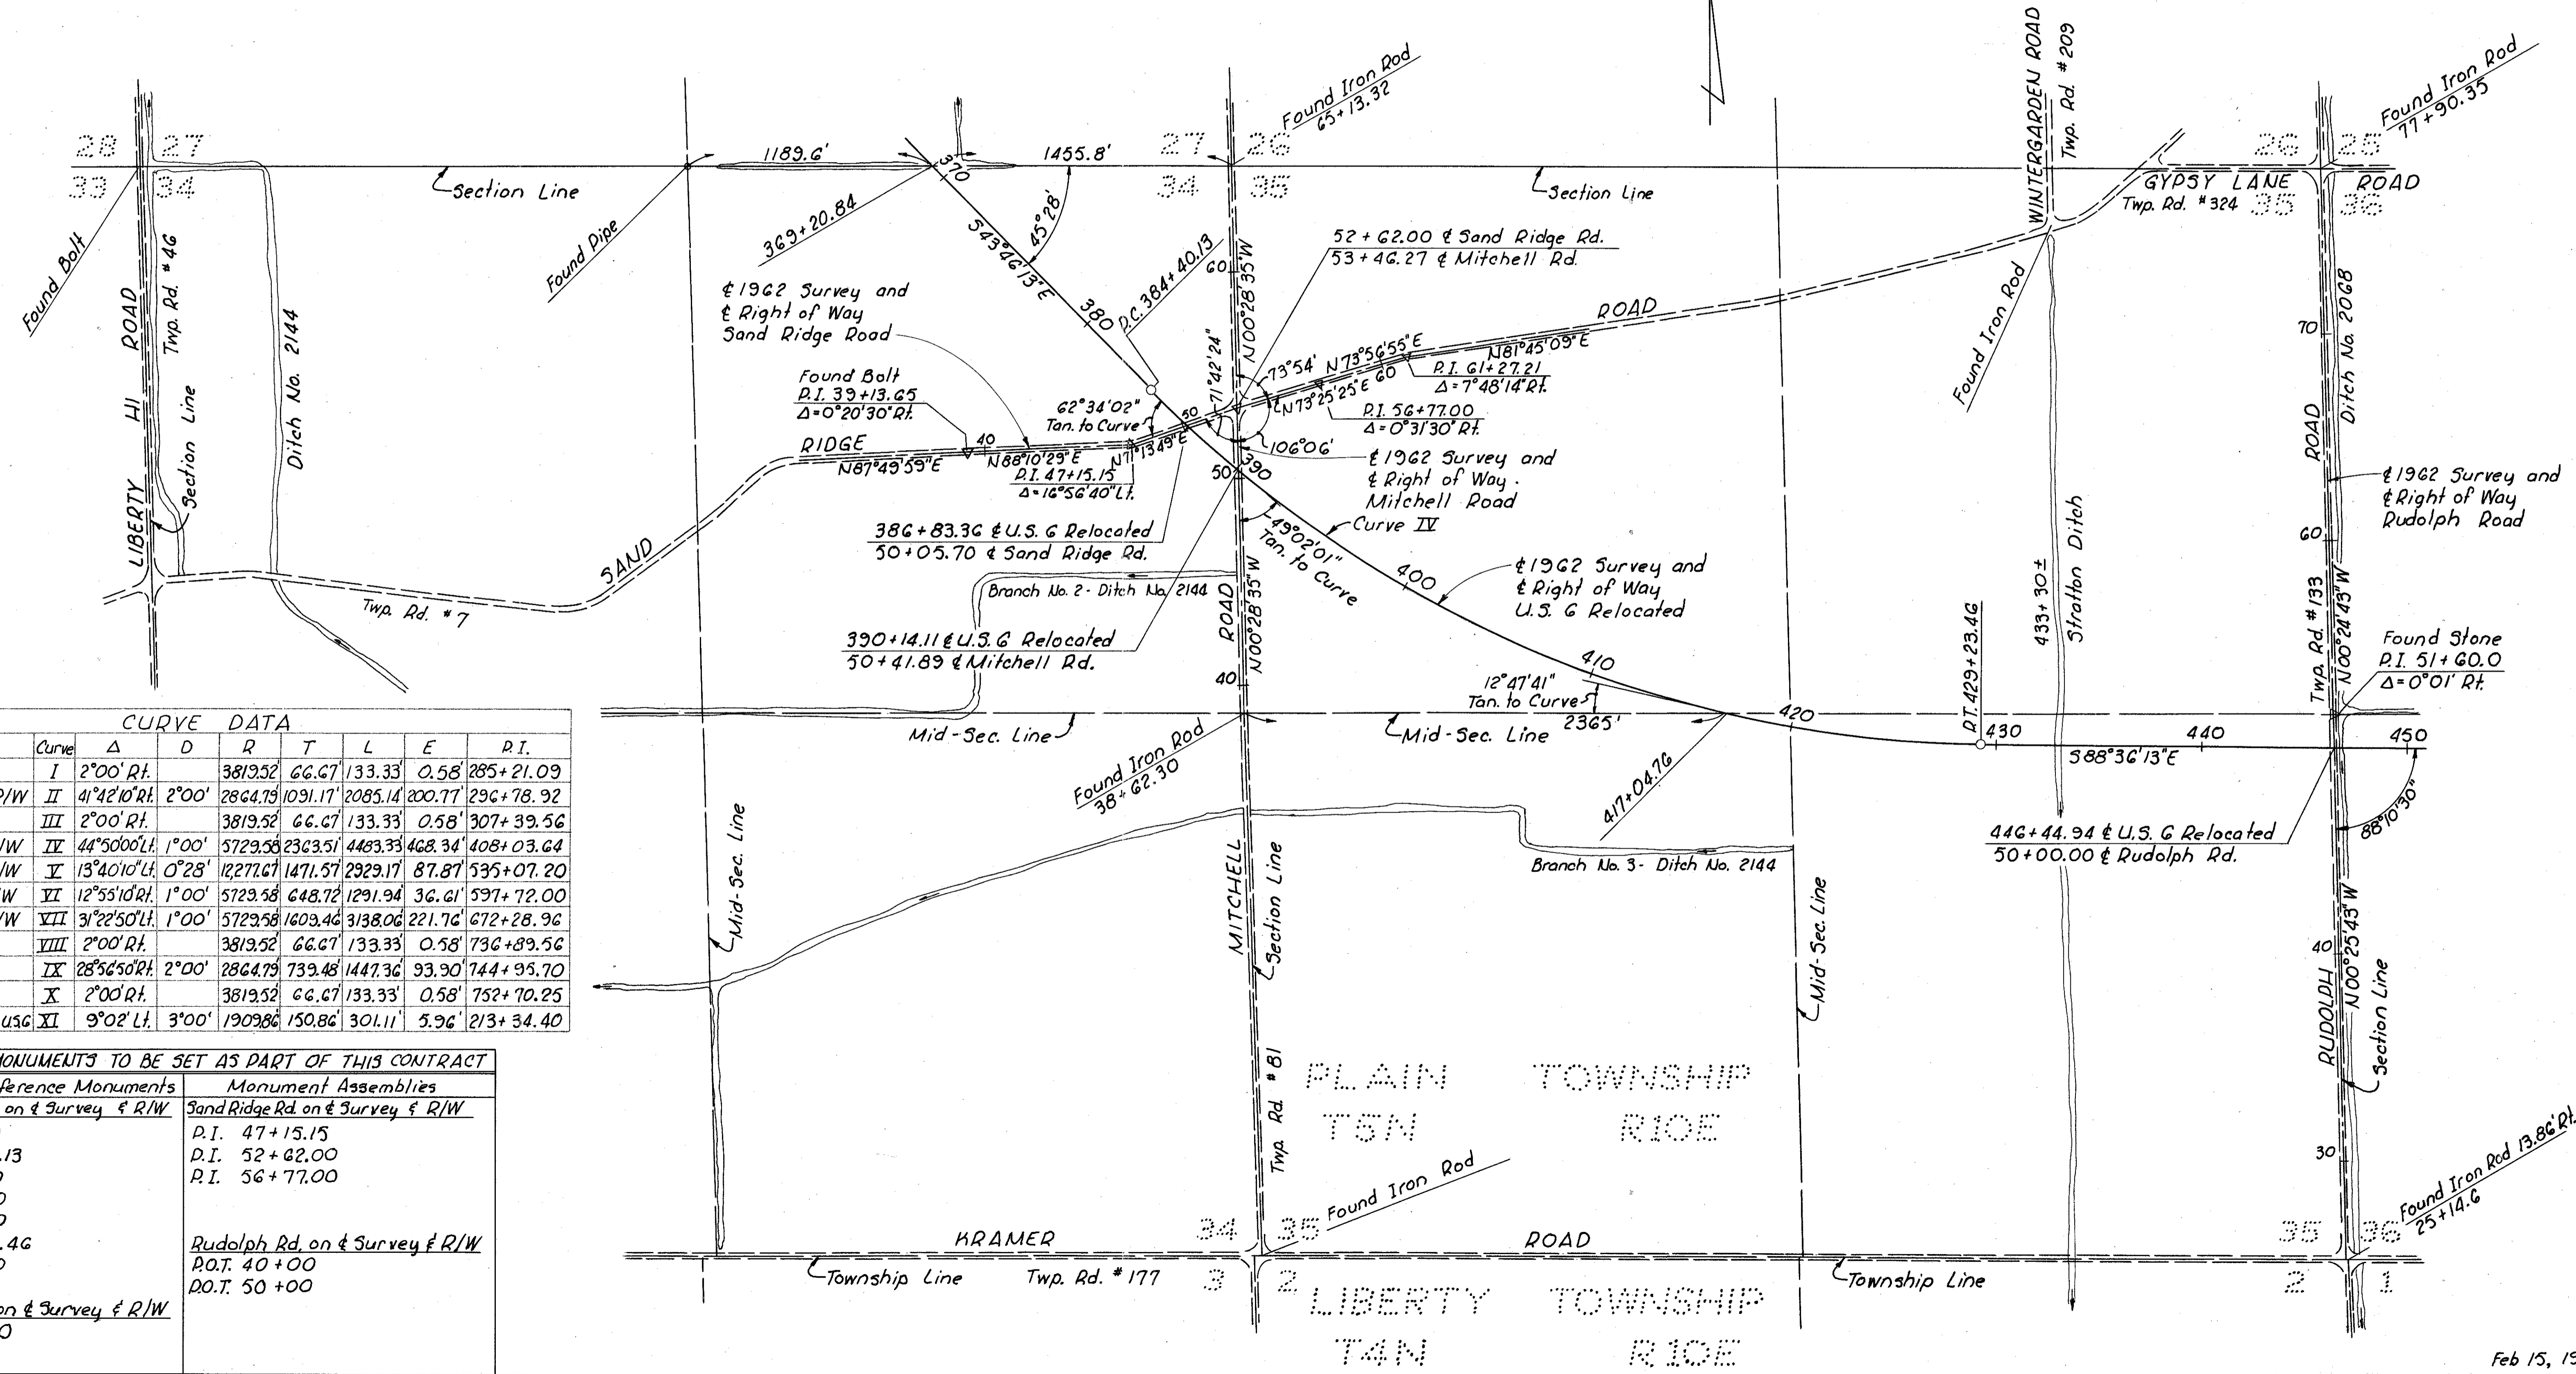 28 27
33 34
Found Bolt
LIBERTY HI ROAD
Twp. Rd. #46
Section Line
Ditch No. 2144
Section Line
Found Pipe
1189.6'
1455.8'
369+20.84
370
45°28'
S43°46'13"E
380
P.C. 384+40.13
27 26
34 35
Found Iron Rod
65+13.32
60
N00°28'35"W
71°42'24"
52+62.00 ₵ Sand Ridge Rd.
53+46.27 ₵ Mitchell Rd.
Section Line
WINTERGARDEN ROAD
Twp. Rd. #209
26 25
35 36
Found Iron Rod
77+90.35
GYPSY LANE ROAD
Twp. Rd. #324
₵ 1962 Survey and
₵ Right of Way
Sand Ridge Road
Found Bolt
P.I. 39+13.65
Δ=0°20'30"Rt.
62°34'02"
Tan. to Curve
SAND RIDGE ROAD
40
N87°49'59"E
N88°10'29"E
P.I. 47+15.15
Δ=16°56'40"Lt.
N71°13'49"E
50
73°54'
N73°56'55"E
60
N73°25'25"E
P.I. 61+27.21
Δ=7°48'14"Rt.
N81°45'09"E
P.I. 56+77.00
Δ=0°31'30"Rt.
106°06'
₵ 1962 Survey and
₵ Right of Way
Mitchell Road
Found Iron Rod
70
ROAD
Ditch No. 2068
₵ 1962 Survey and
₵ Right of Way
Rudolph Road
386+83.36 ₵ U.S. 6 Relocated
50+05.70 ₵ Sand Ridge Rd.
50
390
49°02'01"
Tan. to Curve
Curve IV
400
₵ 1962 Survey and
₵ Right of Way
U.S. 6 Relocated
Twp. Rd. #7
Branch No. 2 - Ditch No. 2144
390+14.11 ₵ U.S. 6 Relocated
50+41.89 ₵ Mitchell Rd.
ROAD
N00°28'35"W
40
410
12°47'41"
Tan. to Curve
2365'
Mid-Sec. Line
Mid-Sec. Line
420
417+04.76
P.T. 429+23.46
430
433+30±
Stratton Ditch
440
450
S88°36'13"E
60
Twp. Rd. #133
N00°24'43"W
Found Stone
P.I. 51+60.0
Δ=0°01' Rt.
88°10'30"
446+44.94 ₵ U.S. 6 Relocated
50+00.00 ₵ Rudolph Rd.
Found Iron Rod
38+62.30
Mid-Sec. Line
Branch No. 3 - Ditch No. 2144
Mid-Sec. Line
MITCHELL
Section Line
Twp. Rd. #81
40
RUDOLPH
N00°25'43"W
Section Line
30
CURVE DATA
Curve Δ D R T L E P.I.
I 2°00' Rt. 3819.52' 66.67' 133.33' 0.58' 285+21.09
R/W II 41°42'10"Rt. 2°00' 2864.79' 1091.17' 2085.14' 200.77' 296+78.92
III 2°00' Rt. 3819.52' 66.67' 133.33' 0.58' 307+39.56
/W IV 44°50'00"Lt. 1°00' 5729.58' 2363.51' 4483.33' 468.34' 408+03.64
/W V 13°40'10"Lt. 0°28' 12,277.67' 1471.57' 2929.17' 87.87' 535+07.20
W VI 12°55'10"Rt. 1°00' 5729.58' 648.72' 1291.94' 36.61' 597+72.00
/W VII 31°22'50"Lt. 1°00' 5729.58' 1609.46' 3138.06' 221.76' 672+28.96
VIII 2°00' Rt. 3819.52' 66.67' 133.33' 0.58' 736+89.56
IX 28°56'50"Rt. 2°00' 2864.79' 739.48' 1447.36' 93.90' 744+95.70
X 2°00' Rt. 3819.52' 66.67' 133.33' 0.58' 752+70.25
U.S.6 XI 9°02' Lt. 3°00' 1909.86' 150.86' 301.11' 5.96' 213+34.40
MONUMENTS TO BE SET AS PART OF THIS CONTRACT
ference Monuments Monument Assemblies
on ₵ Survey & R/W Sand Ridge Rd. on ₵ Survey & R/W
P.I. 47+15.15
.13 P.I. 52+62.00
P.I. 56+77.00
0
0
.46 Rudolph Rd. on ₵ Survey & R/W
P.O.T. 40+00
P.O.T. 50+00
on ₵ Survey & R/W
0
PLAIN TOWNSHIP
T5N R10E
Found Iron Rod
34 35
3 2
KRAMER ROAD
Township Line
Twp. Rd. #177
Township Line
LIBERTY TOWNSHIP
T4N R10E
35 36
2 1
Found Iron Rod 13.86' Rt.
25+14.6
Feb 15, 19